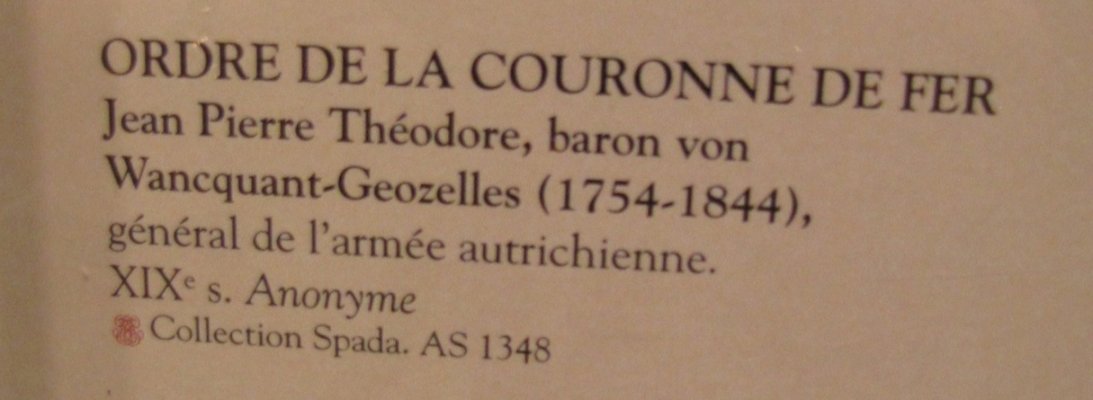 ORDRE DE LA COURONNE DE FER
Jean Pierre Théodore, baron von
Wancquant-Geozelles (1754-1844),
général de l'armée autrichienne.
XIXe s. Anonyme
Collection Spada. AS 1348